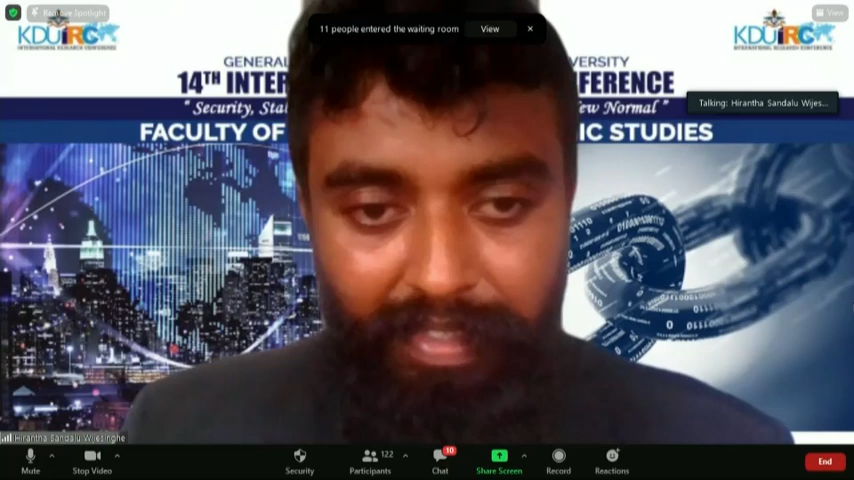 Remove Spotlight
11 people entered the waiting room View
View
KDUIRC
INTERNATIONAL RESEARCH CONFERENCE
KDUIRC
INTERNATIONAL RESEARCH CONFERENCE
GENERAL VERSITY
14TH INTER FERENCE
" Security, Sta ew Normal "
Talking: Hirantha Sandalu Wijes...
FACULTY OF IC STUDIES
Hirantha Sandalu Wijesinghe
122
10
Mute Stop Video Security Participants Chat Share Screen Record Reactions End